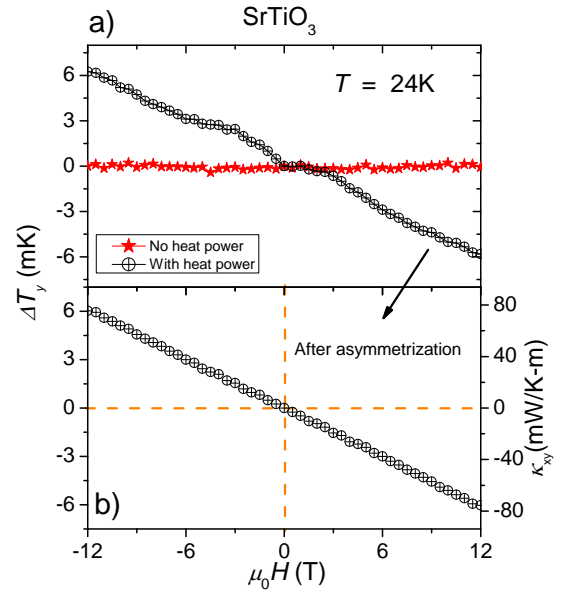 SrTiO₃
a)
T = 24K
6
3
0
-3
-6
No heat power
With heat power
ΔTᵧ (mK)
After asymmetrization
6
3
0
-3
-6
80
40
0
-40
-80
κxy(mW/K-m)
b)
-12 -6 0 6 12
μ₀H (T)